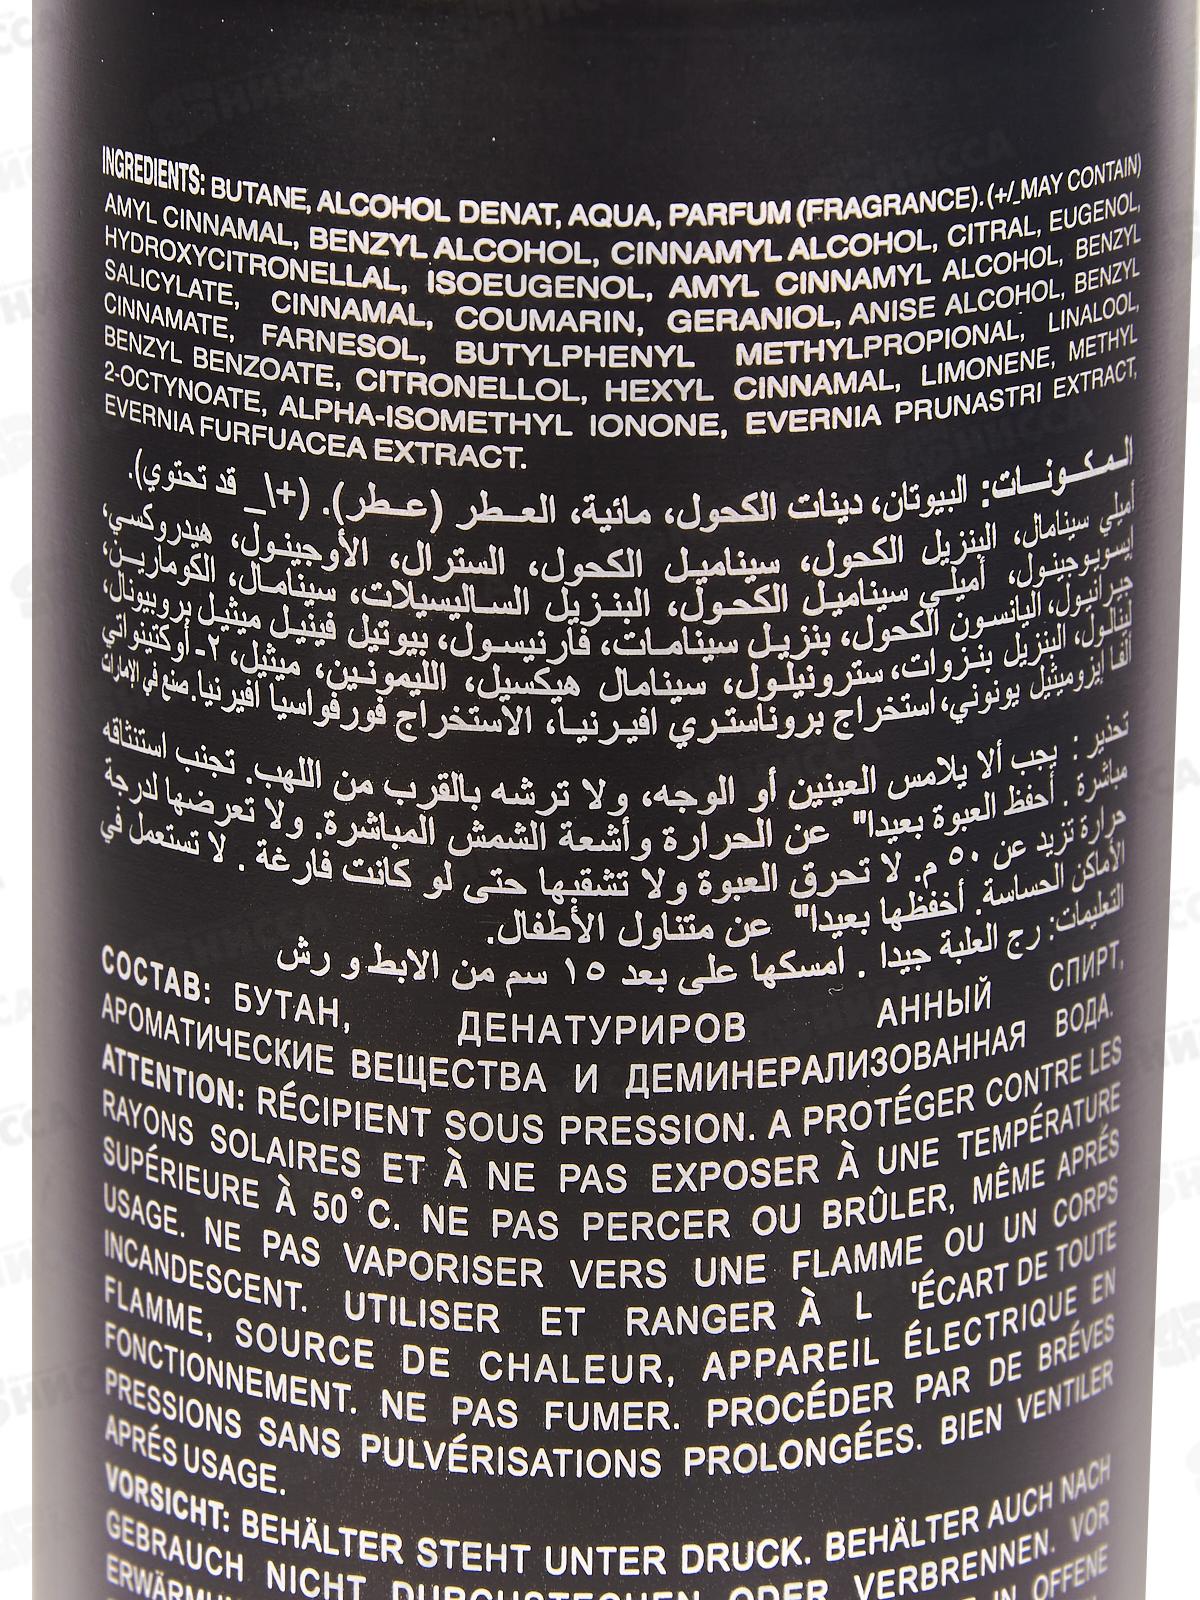 INGREDIENTS: BUTANE, ALCOHOL DENAT, AQUA, PARFUM (FRAGRANCE). (+/_MAY CONTAIN)
AMYL CINNAMAL, BENZYL ALCOHOL, CINNAMYL ALCOHOL, CITRAL, EUGENOL,
HYDROXYCITRONELLAL, ISOEUGENOL, AMYL CINNAMYL ALCOHOL, BENZYL
SALICYLATE, CINNAMAL, COUMARIN, GERANIOL, ANISE ALCOHOL, BENZYL
CINNAMATE, FARNESOL, BUTYLPHENYL METHYLPROPIONAL, LINALOOL,
BENZYL BENZOATE, CITRONELLOL, HEXYL CINNAMAL, LIMONENE, METHYL
2-OCTYNOATE, ALPHA-ISOMETHYL IONONE, EVERNIA PRUNASTRI EXTRACT,
EVERNIA FURFUACEA EXTRACT.
المكونات: البيوتان، دينات الكحول، مائية، العطر (عطر). (+\_ قد تحتوي).
أميلي سينامال، البنزيل الكحول، سيناميل الكحول، السترال، الأوجينول، هيدروكسي،
إيسويوجينول، أميلي سيناميل الكحول، البنزيل الساليسيلات، سينامال، الكومارين،
جيرانيول، اليانسون الكحول، بنزيل سينامات، فارنيسول، بيوتيل فينيل ميثيل بروبيونال،
لينالول، البنزيل بنزوات، سترونيلول، سينامال هيكسيل، الليمونين، ميثيل، ٢- أوكتينواتي
ألفا إيزوميثيل يونوني، استخراج بروناستري افيرنيا، الاستخراج فورفواسيا افيرنيا. صنع في الإمارات
تحذير : يجب ألا يلامس العينين أو الوجه، ولا ترشه بالقرب من اللهب. تجنب استنشاقه
مباشرة . أحفظ العبوة بعيدا" عن الحرارة وأشعة الشمش المباشرة. ولا تعرضها لدرجة
حرارة تزيد عن ٥٠ م. لا تحرق العبوة ولا تشقبها حتى لو كانت فارغة . لا تستعمل في
الأماكن الحساسة. أحفظها بعيدا" عن متناول الأطفال.
التعليمات: رج العلبة جيدا . امسكها على بعد ١٥ سم من الابط و رش
СОСТАВ: БУТАН, ДЕНАТУРИРОВ АННЫЙ СПИРТ,
АРОМАТИЧЕСКИЕ ВЕЩЕСТВА И ДЕМИНЕРАЛИЗОВАННАЯ ВОДА.
ATTENTION: RÉCIPIENT SOUS PRESSION. A PROTÉGER CONTRE LES
RAYONS SOLAIRES ET À NE PAS EXPOSER À UNE TEMPÉRATURE
SUPÉRIEURE À 50°C. NE PAS PERCER OU BRÛLER, MÊME APRÉS
USAGE. NE PAS VAPORISER VERS UNE FLAMME OU UN CORPS
INCANDESCENT. UTILISER ET RANGER À L 'ÉCART DE TOUTE
FLAMME, SOURCE DE CHALEUR, APPAREIL ÉLECTRIQUE EN
FONCTIONNEMENT. NE PAS FUMER. PROCÉDER PAR DE BRÉVES
PRESSIONS SANS PULVÉRISATIONS PROLONGÉES. BIEN VENTILER
APRÉS USAGE.
VORSICHT: BEHÄLTER STEHT UNTER DRUCK. BEHÄLTER AUCH NACH
GEBRAUCH NICHT DURCHSTECHEN ODER VERBRENNEN. VOR
IN OFFENE